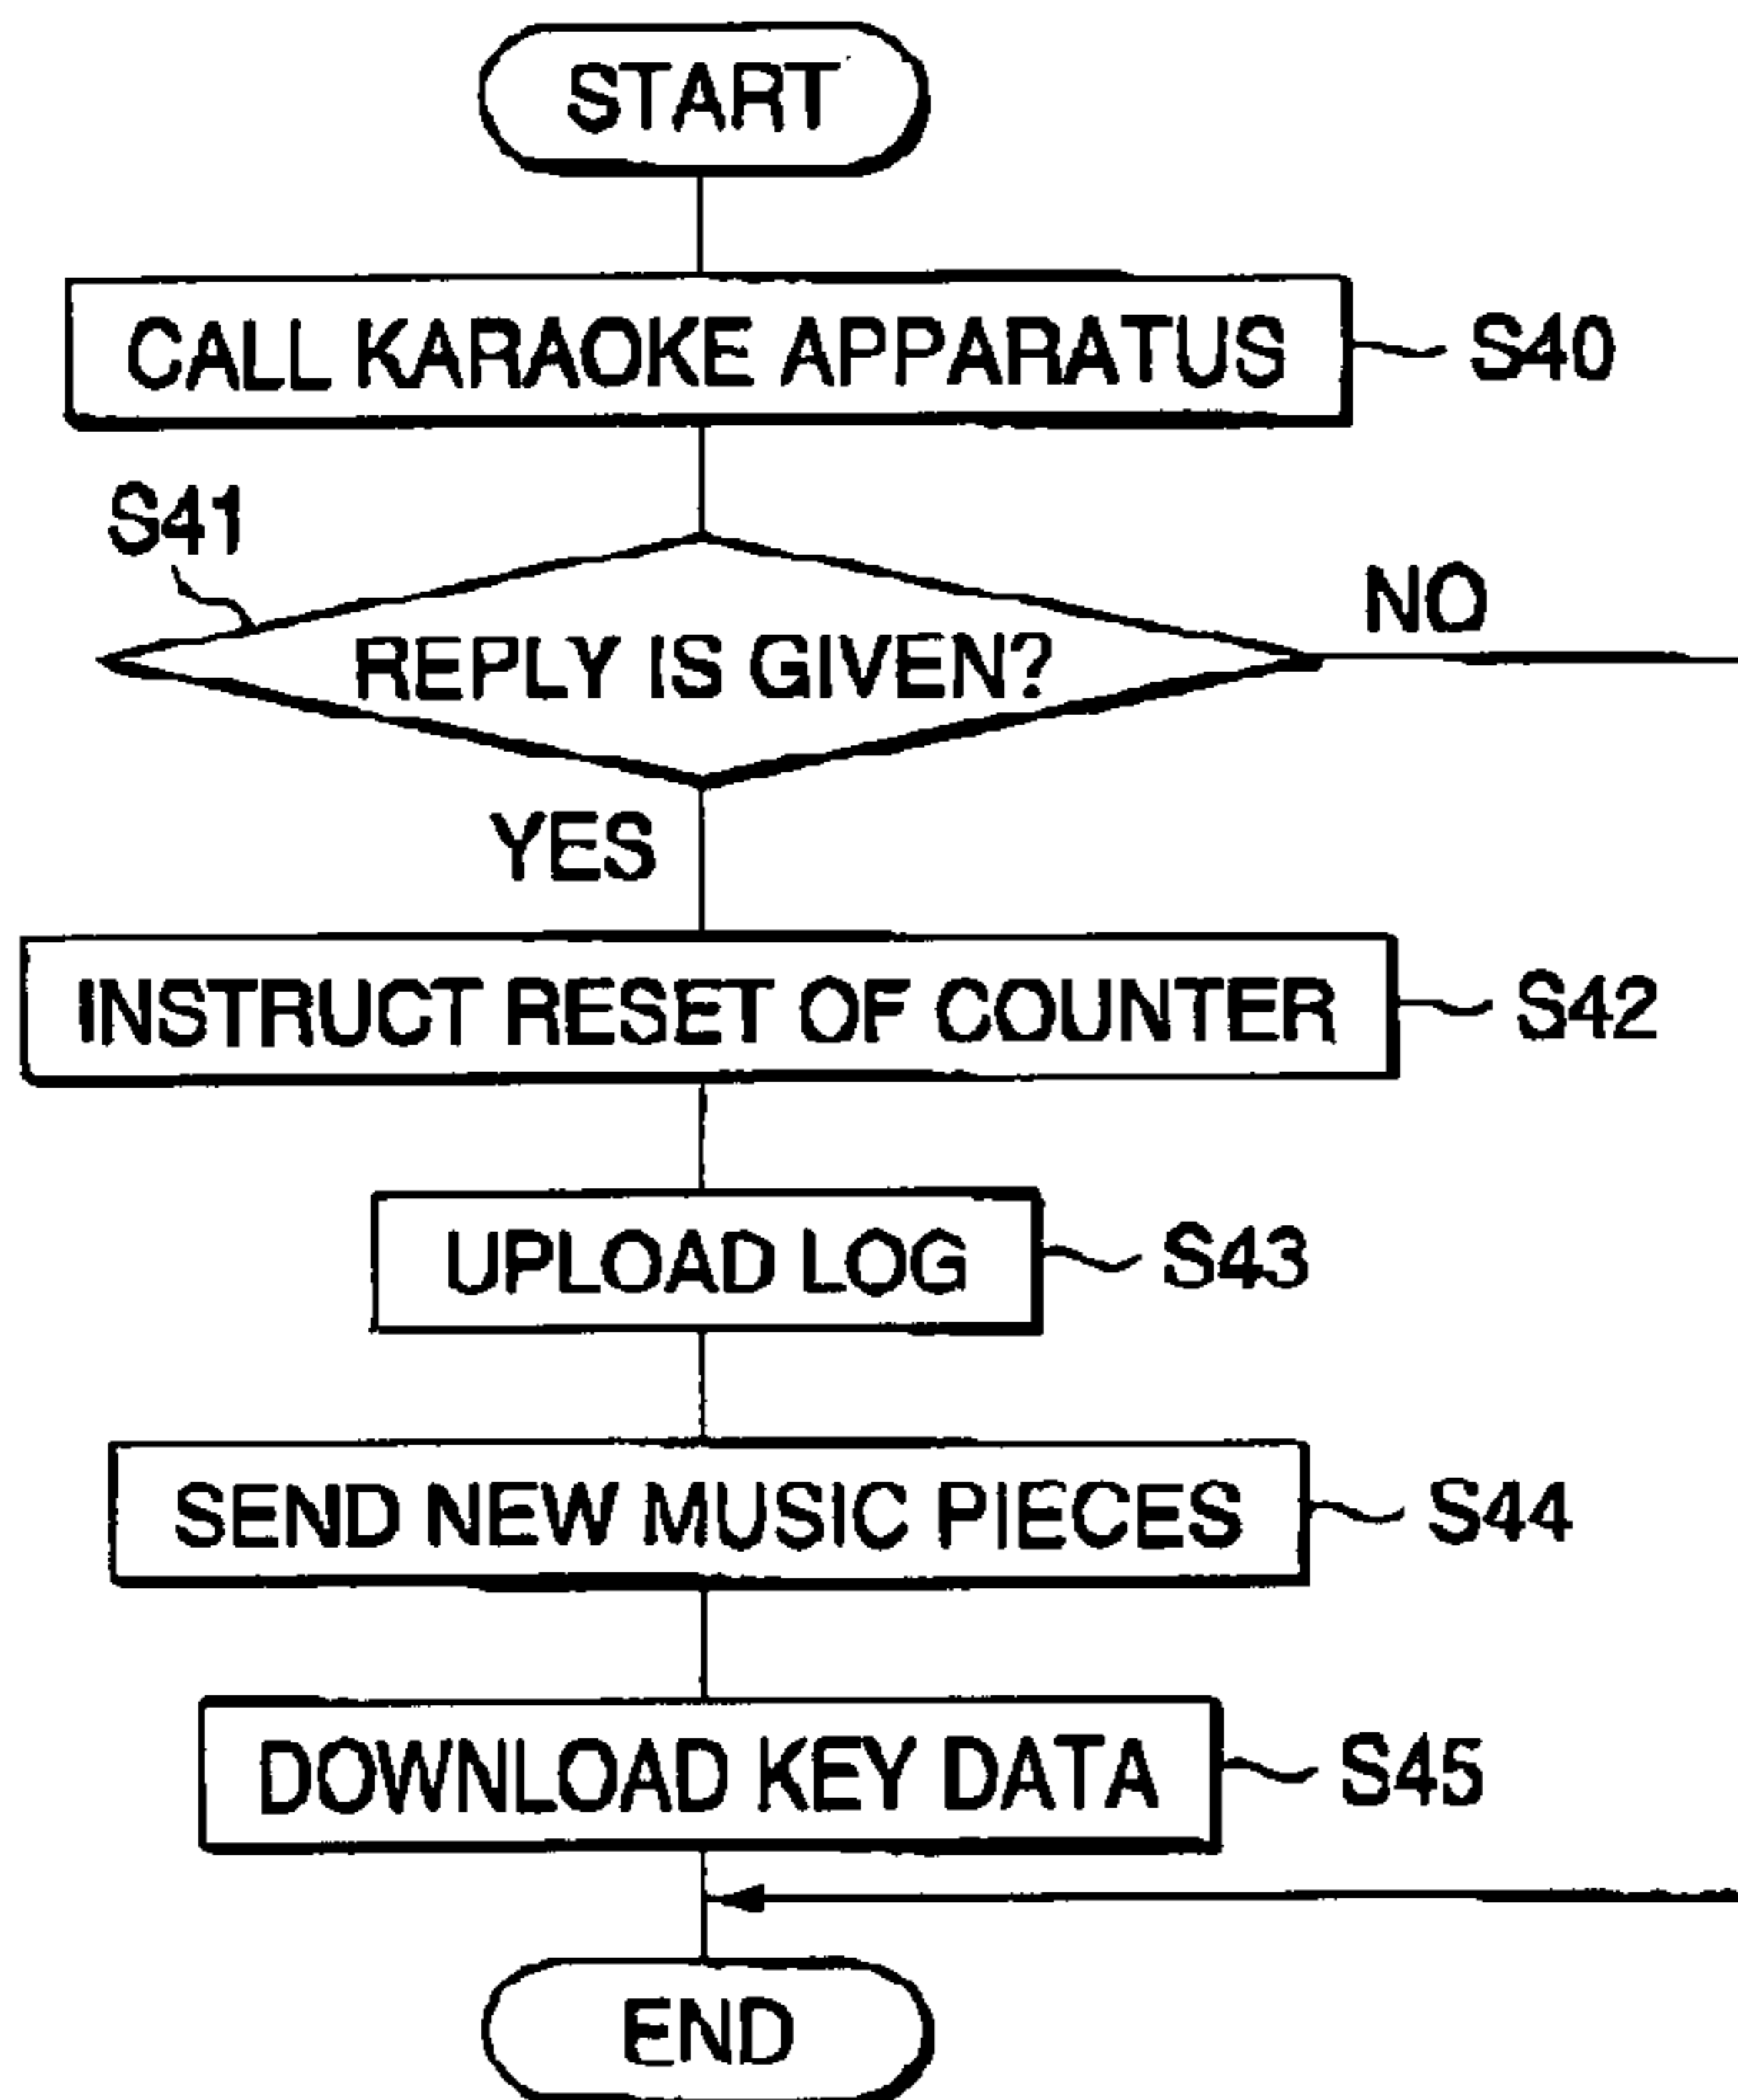 START
CALL KARAOKE APPARATUS
S40
S41
REPLY IS GIVEN?
NO
YES
INSTRUCT RESET OF COUNTER
S42
UPLOAD LOG
S43
SEND NEW MUSIC PIECES
S44
DOWNLOAD KEY DATA
S45
END